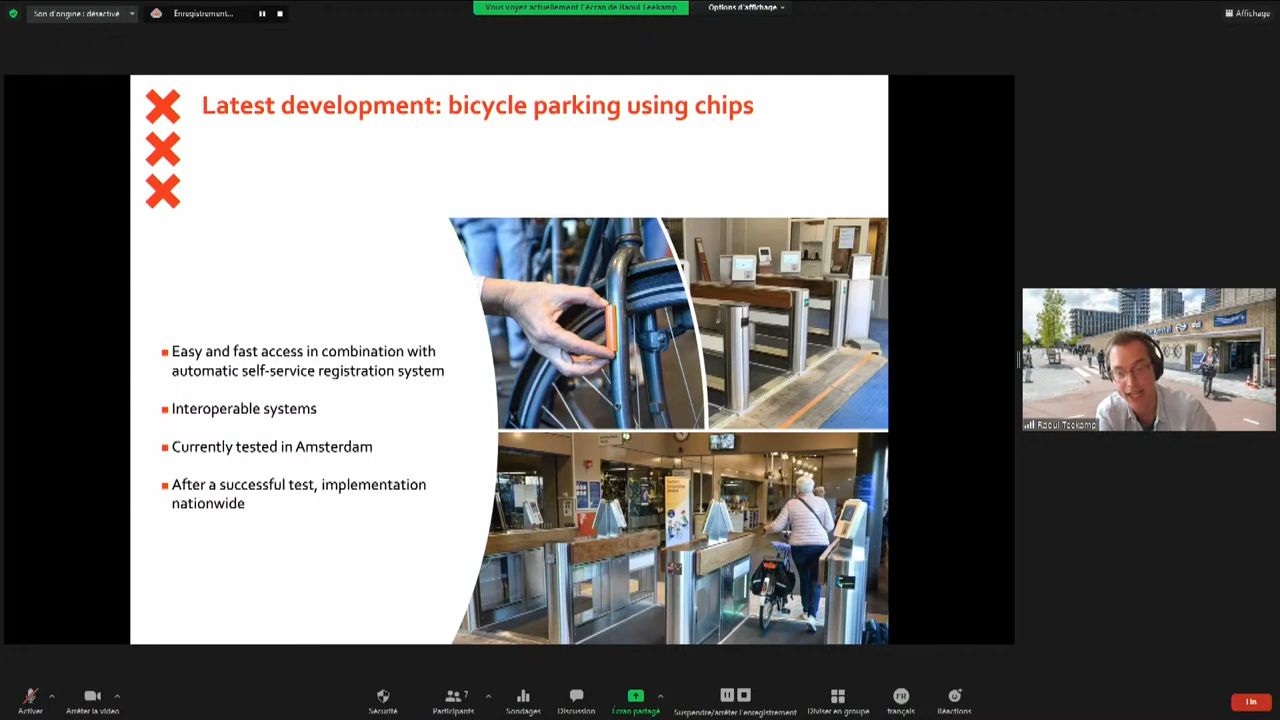 Son d'origine : désactivé
Enregistrement...
Vous voyez actuellement l'écran de Raoul Teekamp
Options d'affichage
Affichage
Latest development: bicycle parking using chips
Easy and fast access in combination with
automatic self-service registration system
Interoperable systems
Currently tested in Amsterdam
After a successful test, implementation
nationwide
Raoul Teekamp
Activer
Arrêter la vidéo
Sécurité
Participants
7
Sondages
Discussion
Écran partagé
Suspendre/arrêter l'enregistrement
Diviser en groupe
FR
français
Réactions